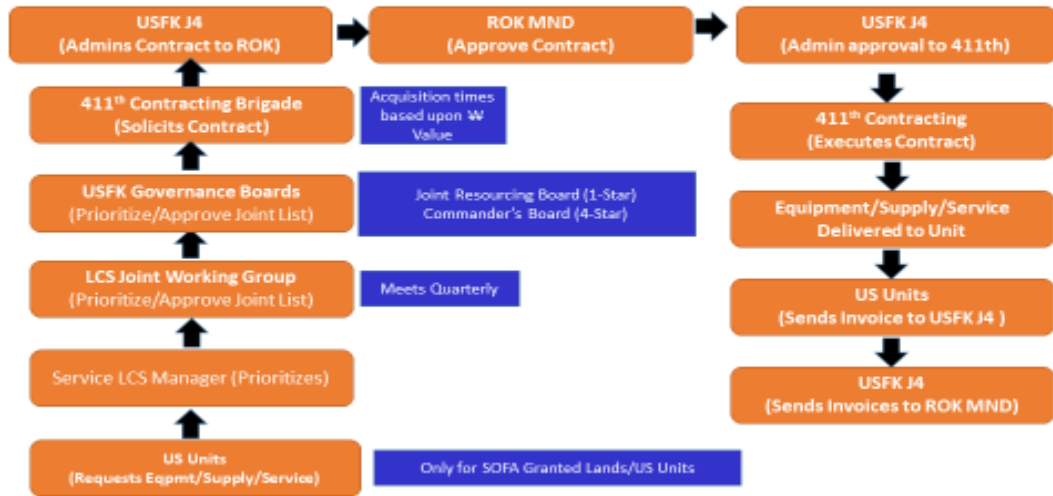 USFK J4
(Admins Contract to ROK)
ROK MND
(Approve Contract)
USFK J4
(Admin approval to 411th)
411th Contracting Brigade
(Solicits Contract)
Acquisition times
based upon ₩
Value
411th Contracting
(Executes Contract)
USFK Governance Boards
(Prioritize/Approve Joint List)
Joint Resourcing Board (1-Star)
Commander's Board (4-Star)
Equipment/Supply/Service
Delivered to Unit
LCS Joint Working Group
(Prioritize/Approve Joint List)
Meets Quarterly
US Units
(Sends Invoice to USFK J4 )
Service LCS Manager (Prioritizes)
USFK J4
(Sends Invoices to ROK MND)
US Units
(Requests Eqpmt/Supply/Service)
Only for SOFA Granted Lands/US Units